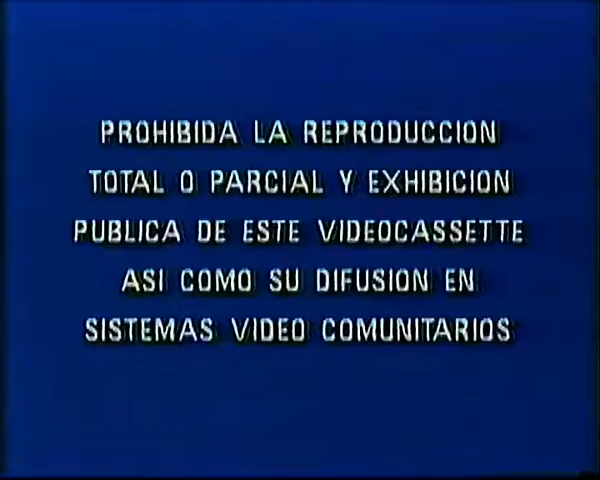 PROHIBIDA LA REPRODUCCION
TOTAL O PARCIAL Y EXHIBICION
PUBLICA DE ESTE VIDEOCASSETTE
ASI COMO SU DIFUSION EN
SISTEMAS VIDEO COMUNITARIOS